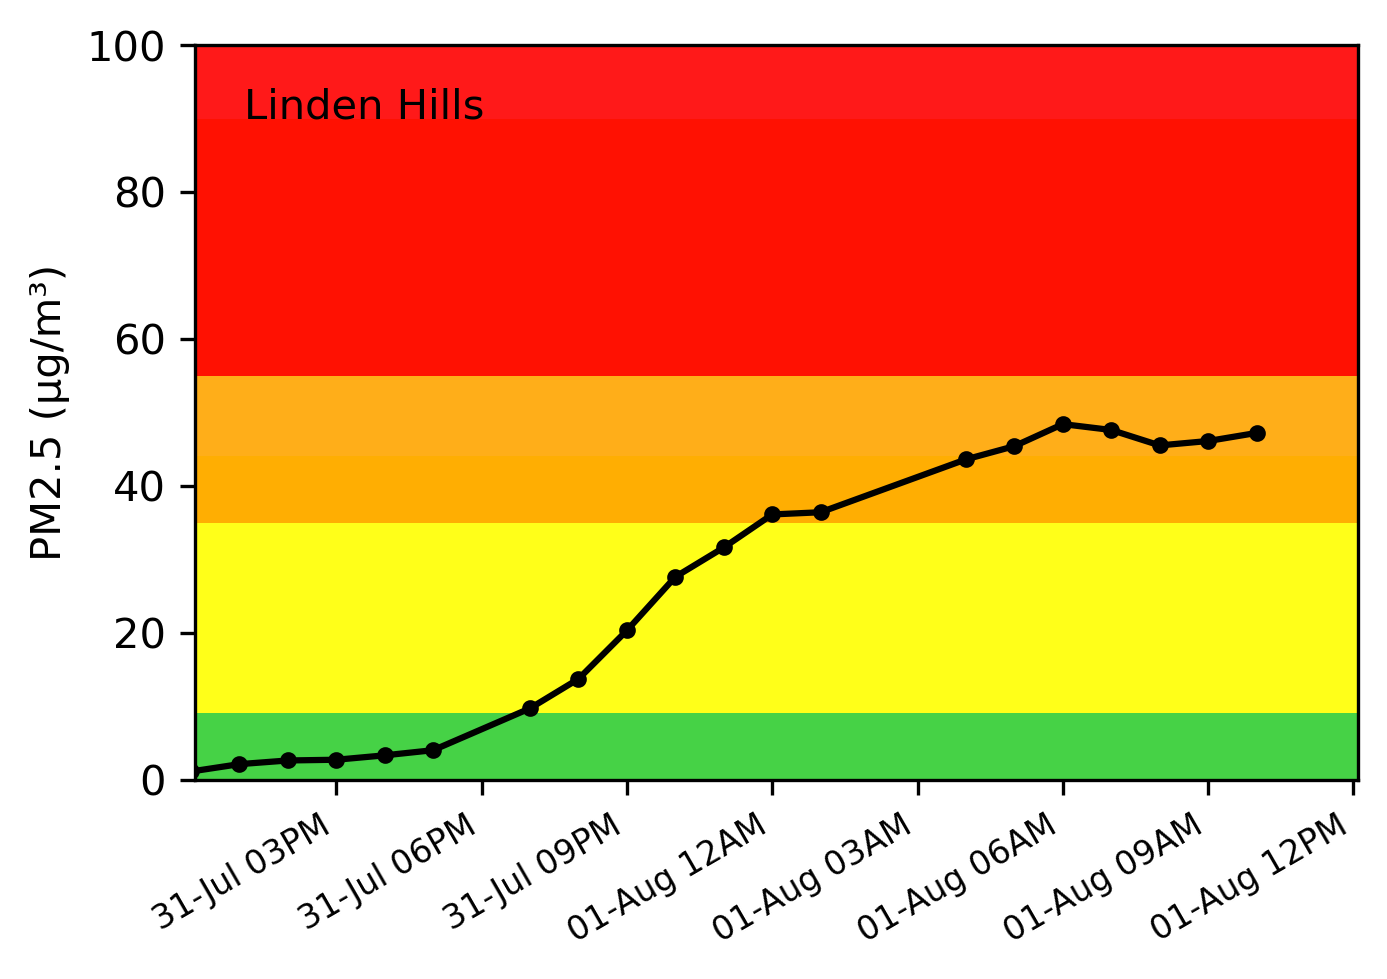 Linden Hills
PM2.5 (µg/m³)
100
80
60
40
20
0
31-Jul 03PM
31-Jul 06PM
31-Jul 09PM
01-Aug 12AM
01-Aug 03AM
01-Aug 06AM
01-Aug 09AM
01-Aug 12PM